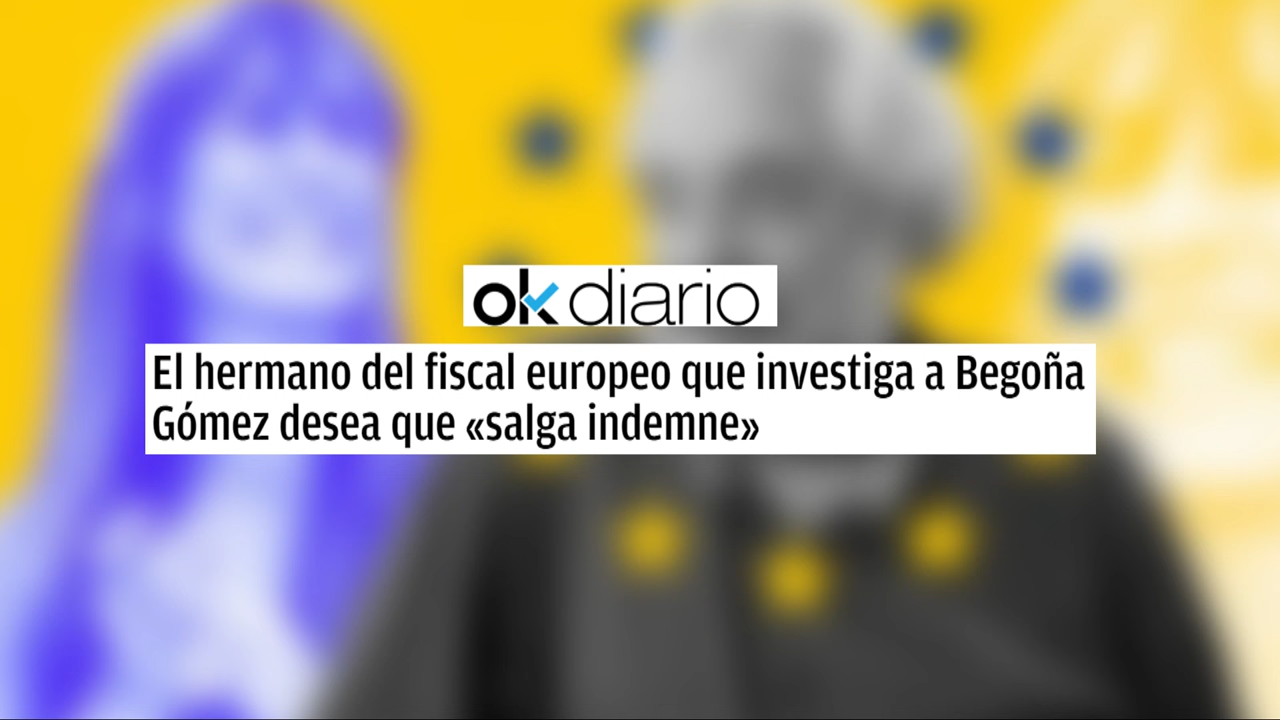 okdiario
El hermano del fiscal europeo que investiga a Begoña
Gómez desea que «salga indemne»